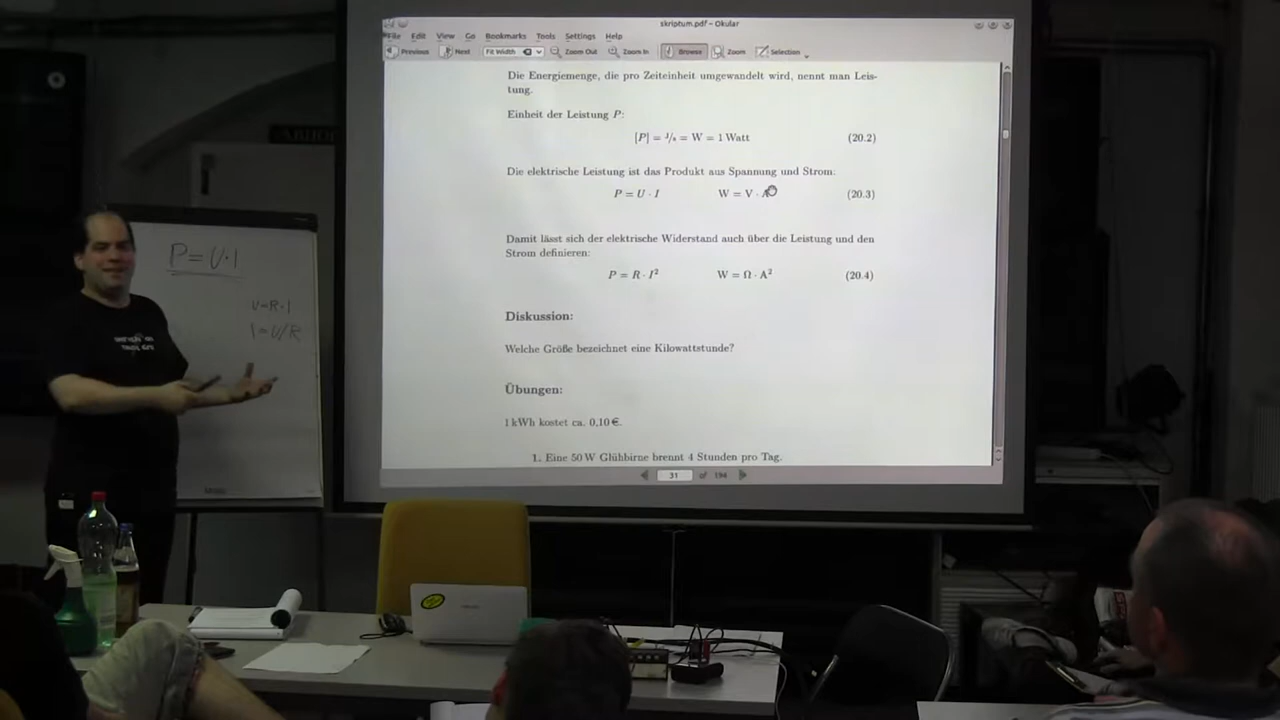 skriptum.pdf – Okular
File Edit View Go Bookmarks Tools Settings Help
Previous Next Fit Width Zoom Out Zoom In Browse Zoom Selection
Die Energiemenge, die pro Zeiteinheit umgewandelt wird, nennt man Leis-
tung.
Einheit der Leistung P:
[P] = J/s = W = 1 Watt (20.2)
Die elektrische Leistung ist das Produkt aus Spannung und Strom:
P = U · I W = V · A (20.3)
Damit lässt sich der elektrische Widerstand auch über die Leistung und den
Strom definieren:
P = R · I² W = Ω · A² (20.4)
Diskussion:
Welche Größe bezeichnet eine Kilowattstunde?
Übungen:
1 kWh kostet ca. 0,10 €.
1. Eine 50 W Glühbirne brennt 4 Stunden pro Tag.
31 of 194
P = U · I
U = R · I
I = U/R